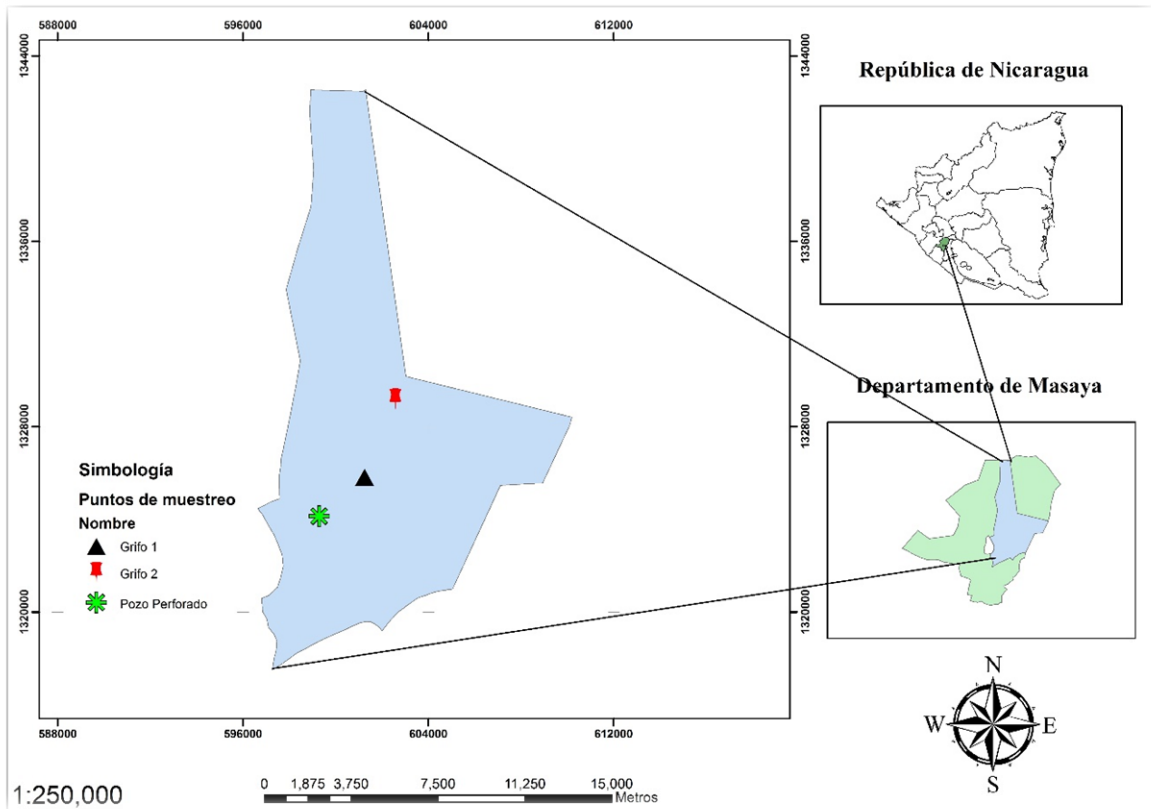 588000 596000 604000 612000
1344000 1344000
República de Nicaragua
1336000 1336000
Departamento de Masaya
1328000 1328000
Simbología
Puntos de muestreo
Nombre
Grifo 1
Grifo 2
Pozo Perforado
1320000 1320000
N
W E
S
588000 596000 604000 612000
0 1,875 3,750 7,500 11,250 15,000
Metros
1:250,000